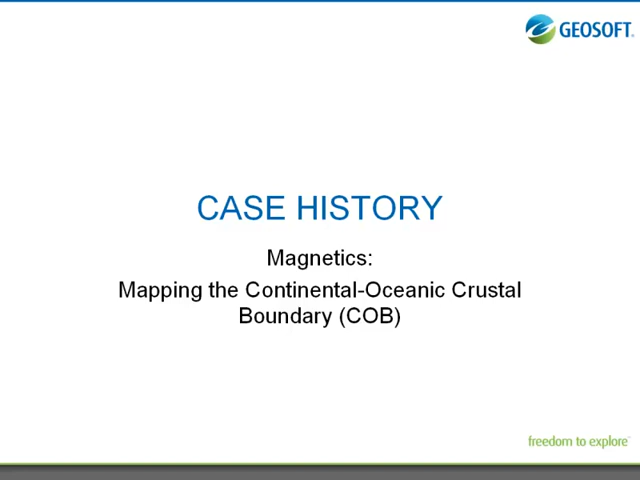 GEOSOFT
CASE HISTORY
Magnetics:
Mapping the Continental-Oceanic Crustal
Boundary (COB)
freedom to explore